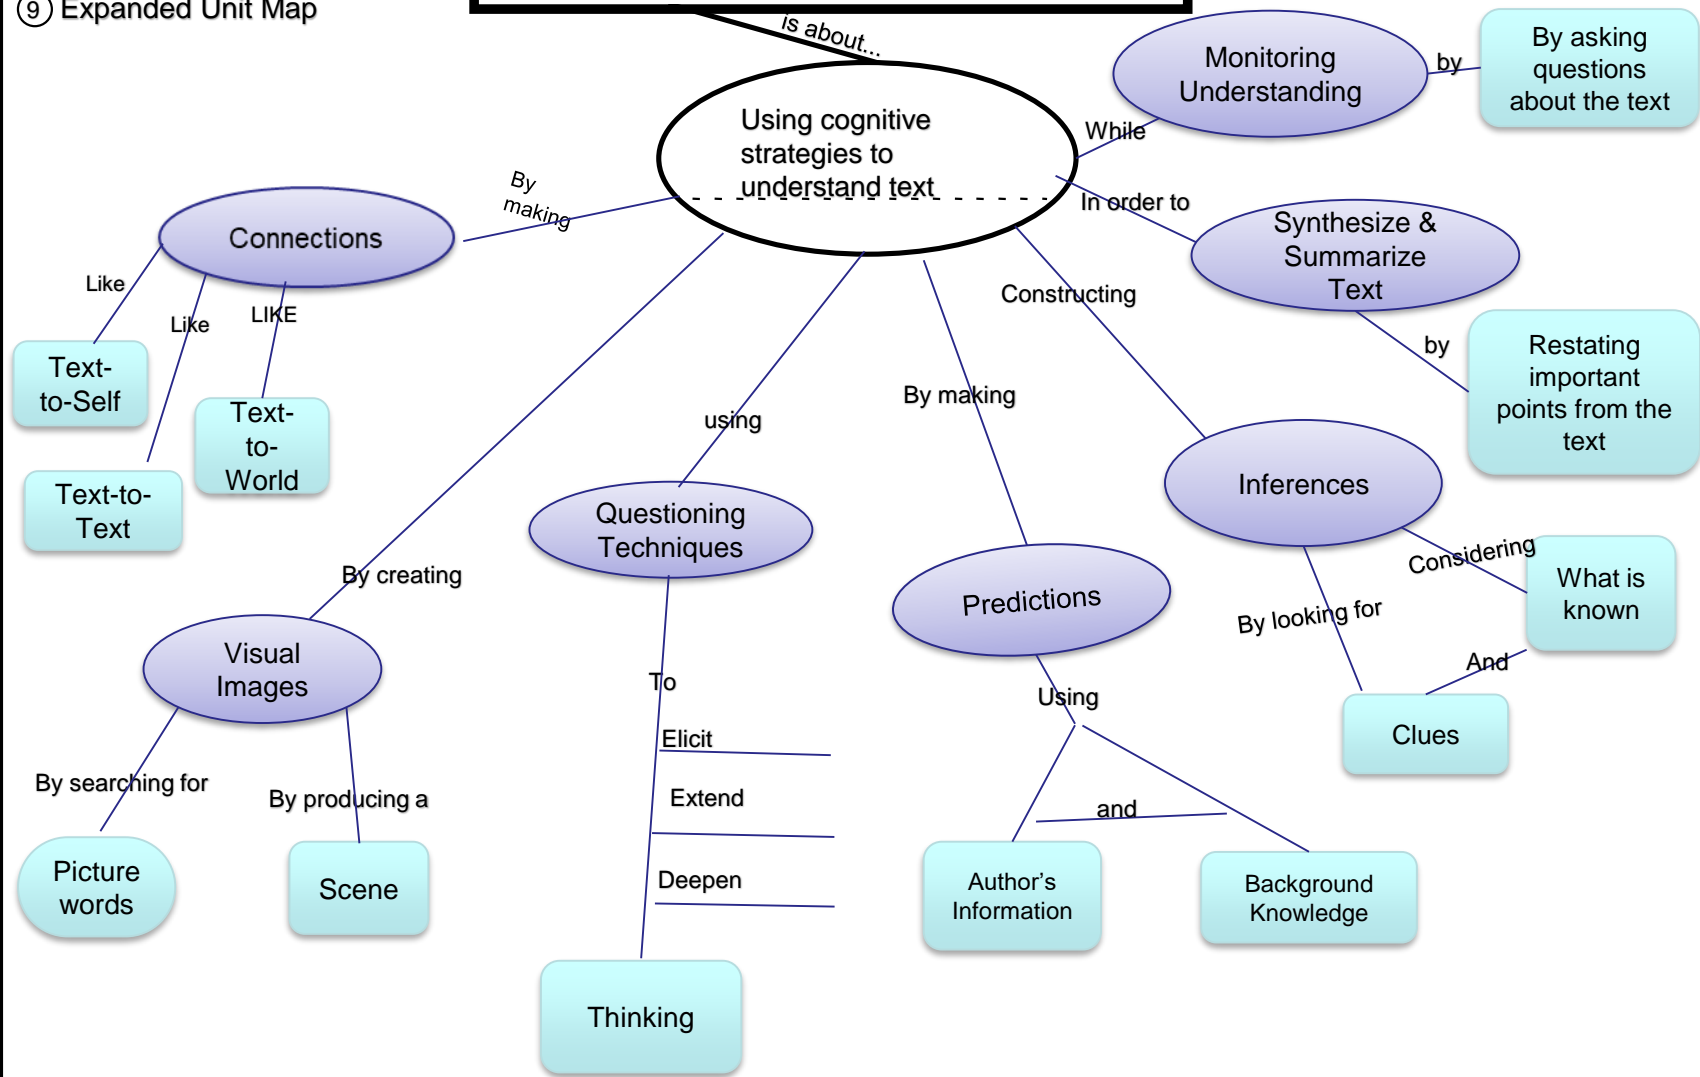 9 Expanded Unit Map
is about...
Using cognitive
strategies to
understand text
While
Monitoring
Understanding
by
By asking
questions
about the text
In order to
Synthesize &
Summarize
Text
by
Restating
important
points from the
text
By
making
Connections
Like
Text-
to-Self
Like
Text-to-
Text
LIKE
Text-
to-
World
By creating
Visual
Images
By searching for
Picture
words
By producing a
Scene
using
Questioning
Techniques
To
Elicit
Extend
Deepen
Thinking
By making
Predictions
Using
and
Author's
Information
Background
Knowledge
Constructing
Inferences
Considering
What is
known
By looking for
And
Clues